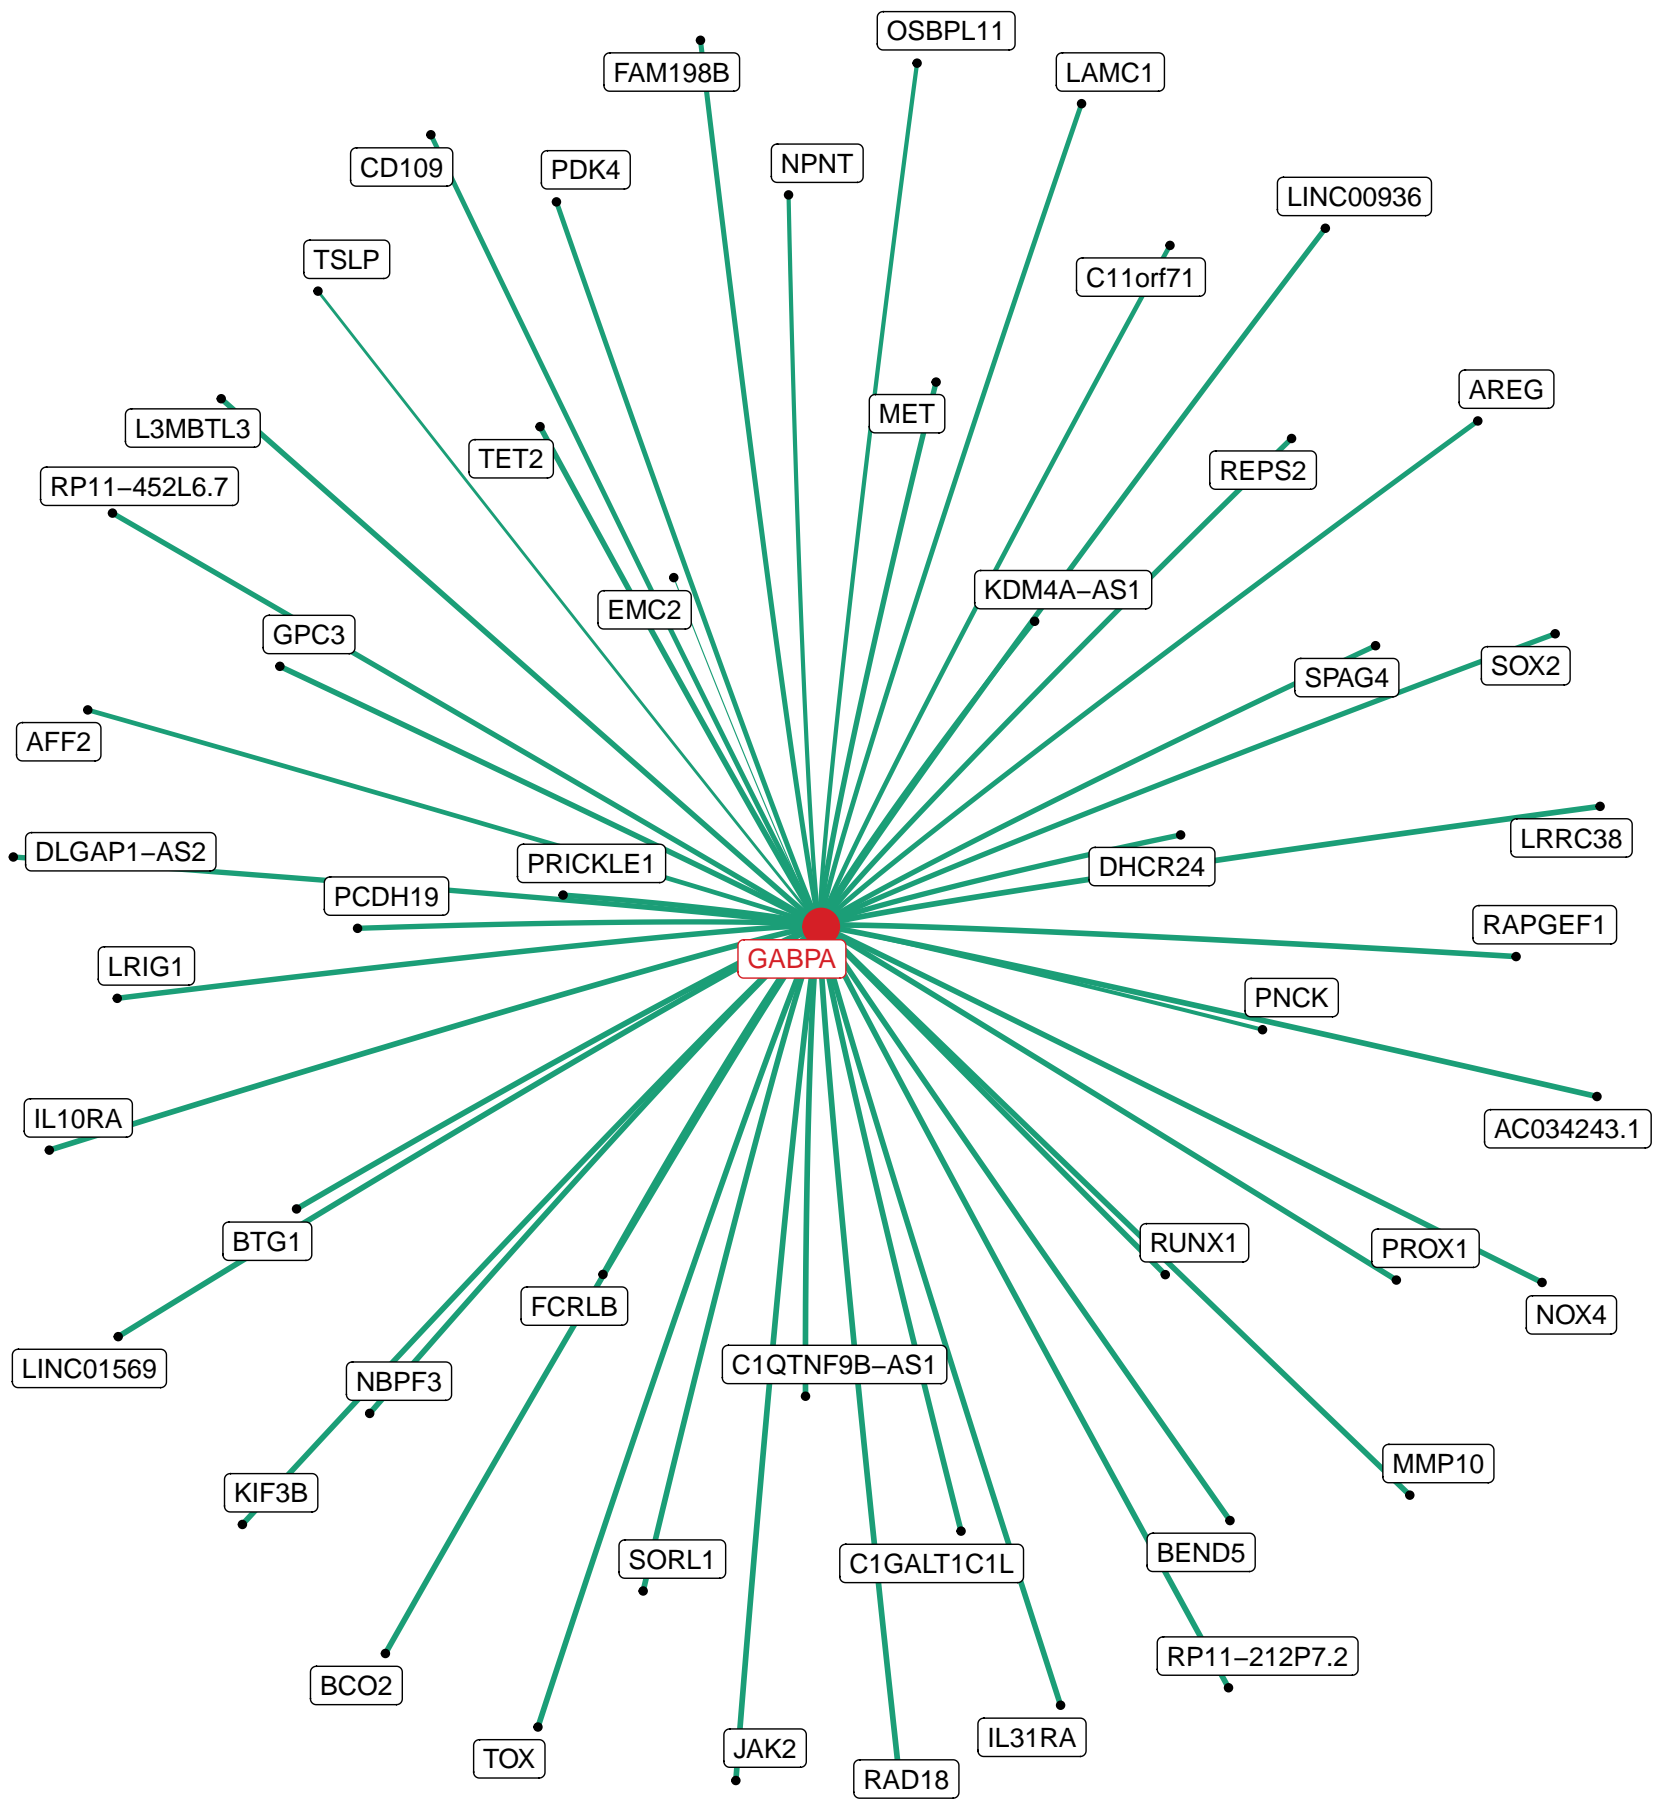 OSBPL11
FAM198B
LAMC1
CD109
PDK4
NPNT
LINC00936
TSLP
C11orf71
AREG
MET
L3MBTL3
TET2
REPS2
RP11−452L6.7
KDM4A−AS1
EMC2
GPC3
SOX2
SPAG4
AFF2
LRRC38
DLGAP1−AS2
PRICKLE1
DHCR24
PCDH19
RAPGEF1
GABPA
LRIG1
PNCK
IL10RA
AC034243.1
BTG1
RUNX1
PROX1
FCRLB
NOX4
C1QTNF9B−AS1
LINC01569
NBPF3
MMP10
KIF3B
BEND5
SORL1
C1GALT1C1L
RP11−212P7.2
BCO2
IL31RA
JAK2
TOX
RAD18